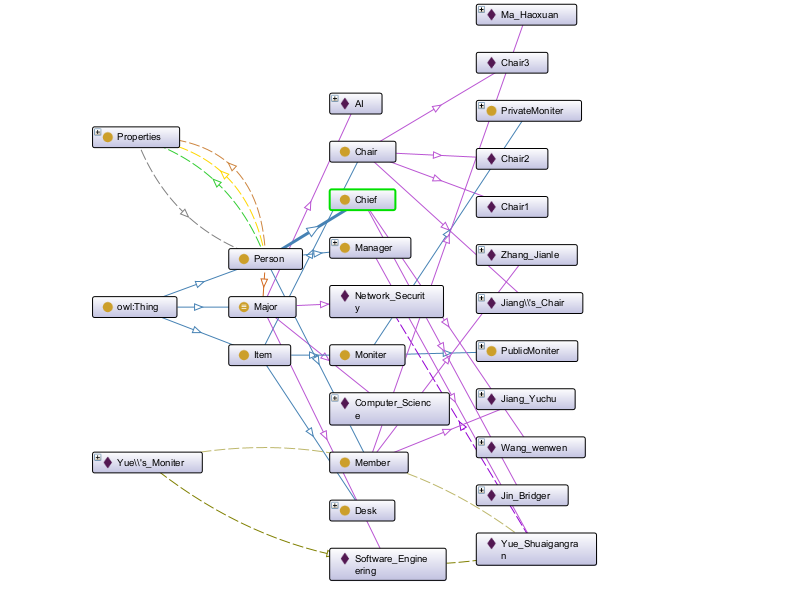 Ma_Haoxuan
Chair3
AI
PrivateMoniter
Properties
Chair
Chair2
Chief
Chair1
Manager
Zhang_Jianle
Person
Network_Securit
y
Jiang\\'s_Chair
owl:Thing
Major
Item
Moniter
PublicMoniter
Computer_Scienc
e
Jiang_Yuchu
Wang_wenwen
Yue\\'s_Moniter
Member
Jin_Bridger
Desk
Yue_Shuaigangra
n
Software_Engine
ering